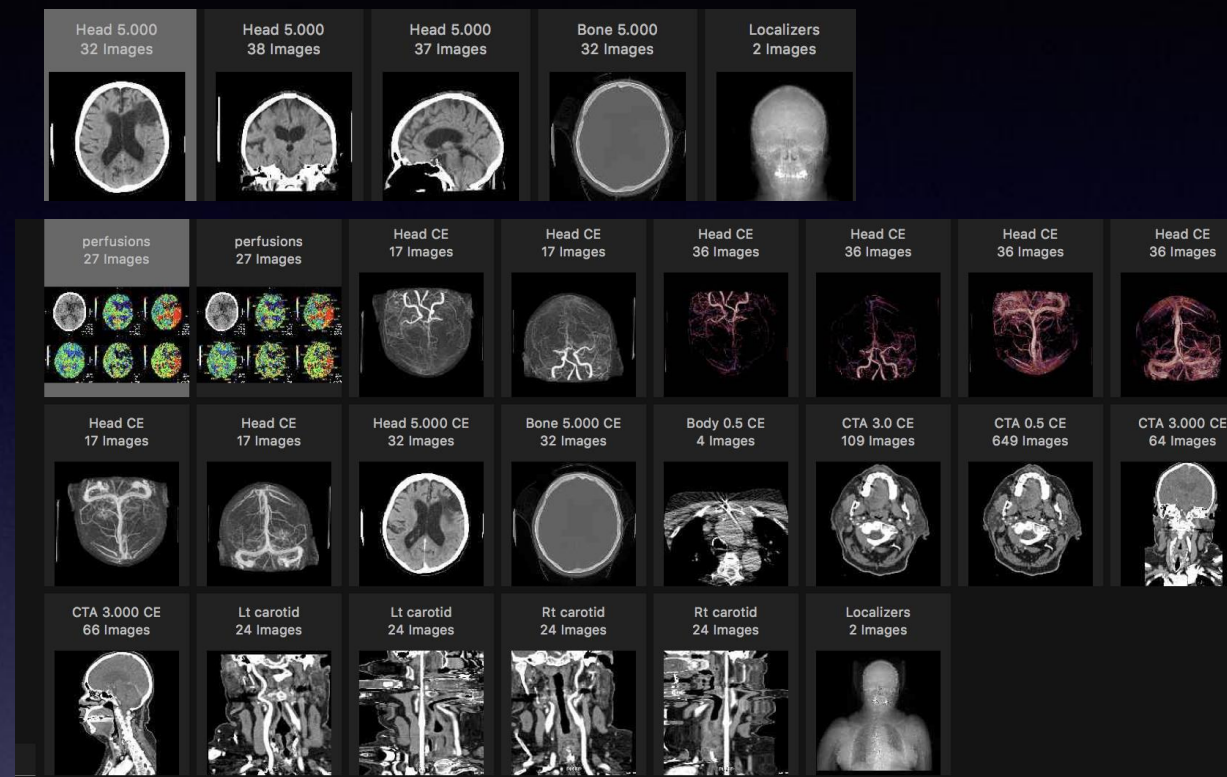 Head 5.000
32 Images
Head 5.000
38 Images
Head 5.000
37 Images
Bone 5.000
32 Images
Localizers
2 Images
perfusions
27 Images
perfusions
27 Images
Head CE
17 Images
Head CE
17 Images
Head CE
36 Images
Head CE
36 Images
Head CE
36 Images
Head CE
36 Images
Head CE
17 Images
Head CE
17 Images
Head 5.000 CE
32 Images
Bone 5.000 CE
32 Images
Body 0.5 CE
4 Images
CTA 3.0 CE
109 Images
CTA 0.5 CE
649 Images
CTA 3.000 CE
64 Images
CTA 3.000 CE
66 Images
Lt carotid
24 Images
Lt carotid
24 Images
Rt carotid
24 Images
Rt carotid
24 Images
Localizers
2 Images